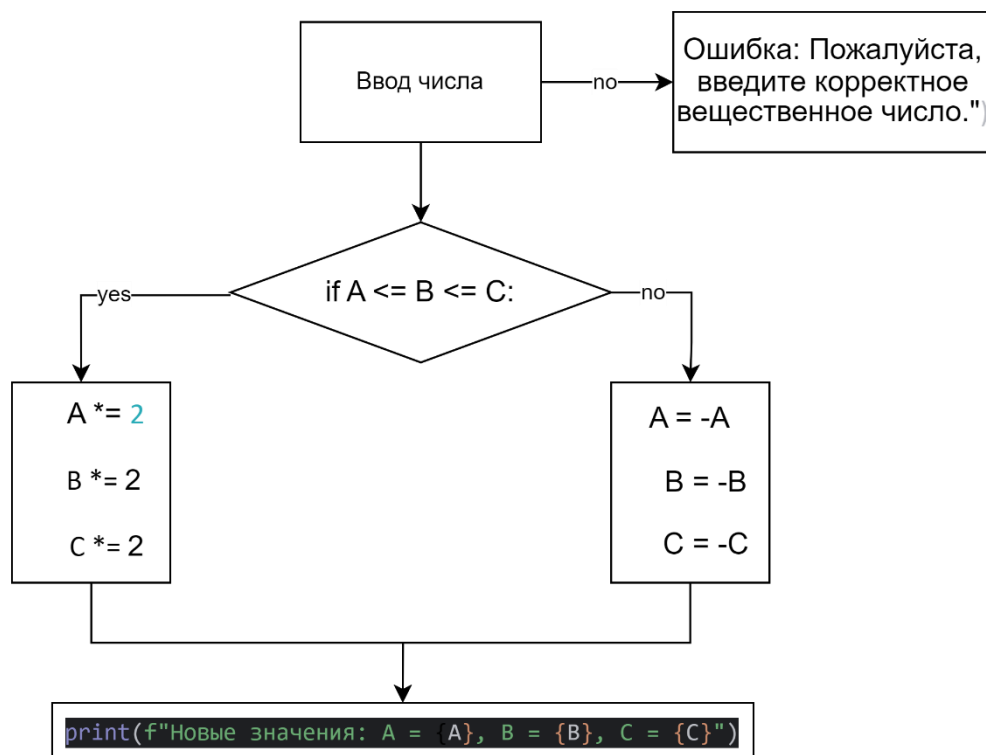 Ввод числа
no
Ошибка: Пожалуйста,
введите корректное
вещественное число.")
if A <= B <= C:
yes
no
A *= 2
B *= 2
C *= 2
A = -A
B = -B
C = -C
print(f"Новые значения: A = {A}, B = {B}, C = {C}")